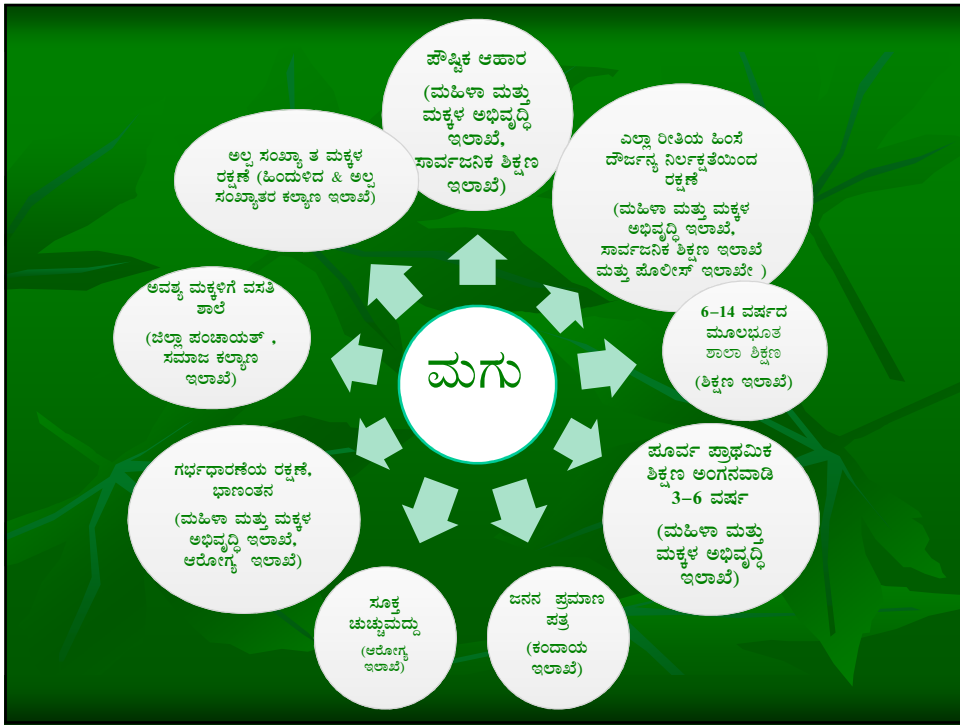 ಪೌಷ್ಟಿಕ ಆಹಾರ
(ಮಹಿಳಾ ಮತ್ತು
ಮಕ್ಕಳ ಅಭಿವೃದ್ಧಿ
ಇಲಾಖೆ,
ಸಾರ್ವಜನಿಕ ಶಿಕ್ಷಣ
ಇಲಾಖೆ)
ಎಲ್ಲಾ ರೀತಿಯ ಹಿಂಸೆ
ದೌರ್ಜನ್ಯ ನಿರ್ಲಕ್ಷತೆಯಿಂದ
ರಕ್ಷಣೆ
(ಮಹಿಳಾ ಮತ್ತು ಮಕ್ಕಳ
ಅಭಿವೃದ್ಧಿ ಇಲಾಖೆ,
ಸಾರ್ವಜನಿಕ ಶಿಕ್ಷಣ ಇಲಾಖೆ
ಮತ್ತು ಪೊಲೀಸ್ ಇಲಾಖೇ )
6–14 ವರ್ಷದ
ಮೂಲಭೂತ
ಶಾಲಾ ಶಿಕ್ಷಣ
(ಶಿಕ್ಷಣ ಇಲಾಖೆ)
ಪೂರ್ವ ಪ್ರಾಥಮಿಕ
ಶಿಕ್ಷಣ ಅಂಗನವಾಡಿ
3–6 ವರ್ಷ
(ಮಹಿಳಾ ಮತ್ತು
ಮಕ್ಕಳ ಅಭಿವೃದ್ಧಿ
ಇಲಾಖೆ)
ಜನನ ಪ್ರಮಾಣ
ಪತ್ರ
(ಕಂದಾಯ
ಇಲಾಖೆ)
ಸೂಕ್ತ
ಚುಚ್ಚುಮದ್ದು
(ಆರೋಗ್ಯ
ಇಲಾಖೆ)
ಗರ್ಭಧಾರಣೆಯ ರಕ್ಷಣೆ,
ಭಾಣಂತನ
(ಮಹಿಳಾ ಮತ್ತು ಮಕ್ಕಳ
ಅಭಿವೃದ್ಧಿ ಇಲಾಖೆ,
ಆರೋಗ್ಯ ಇಲಾಖೆ)
ಅವಶ್ಯ ಮಕ್ಕಳಿಗೆ ವಸತಿ
ಶಾಲೆ
(ಜಿಲ್ಲಾ ಪಂಚಾಯತ್ ,
ಸಮಾಜ ಕಲ್ಯಾಣ
ಇಲಾಖೆ)
ಅಲ್ಪ ಸಂಖ್ಯಾ ತ ಮಕ್ಕಳ
ರಕ್ಷಣೆ (ಹಿಂದುಳಿದ & ಅಲ್ಪ
ಸಂಖ್ಯಾತರ ಕಲ್ಯಾಣ ಇಲಾಖೆ)
ಮಗು